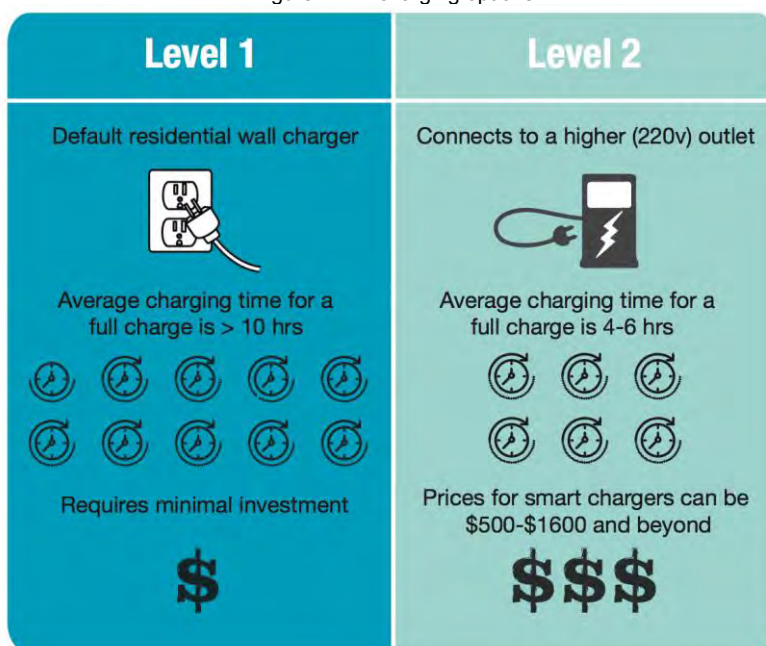 Level 1
Default residential wall charger
Average charging time for a
full charge is > 10 hrs
Requires minimal investment
$
Level 2
Connects to a higher (220v) outlet
Average charging time for a
full charge is 4-6 hrs
Prices for smart chargers can be
$500-$1600 and beyond
$$$